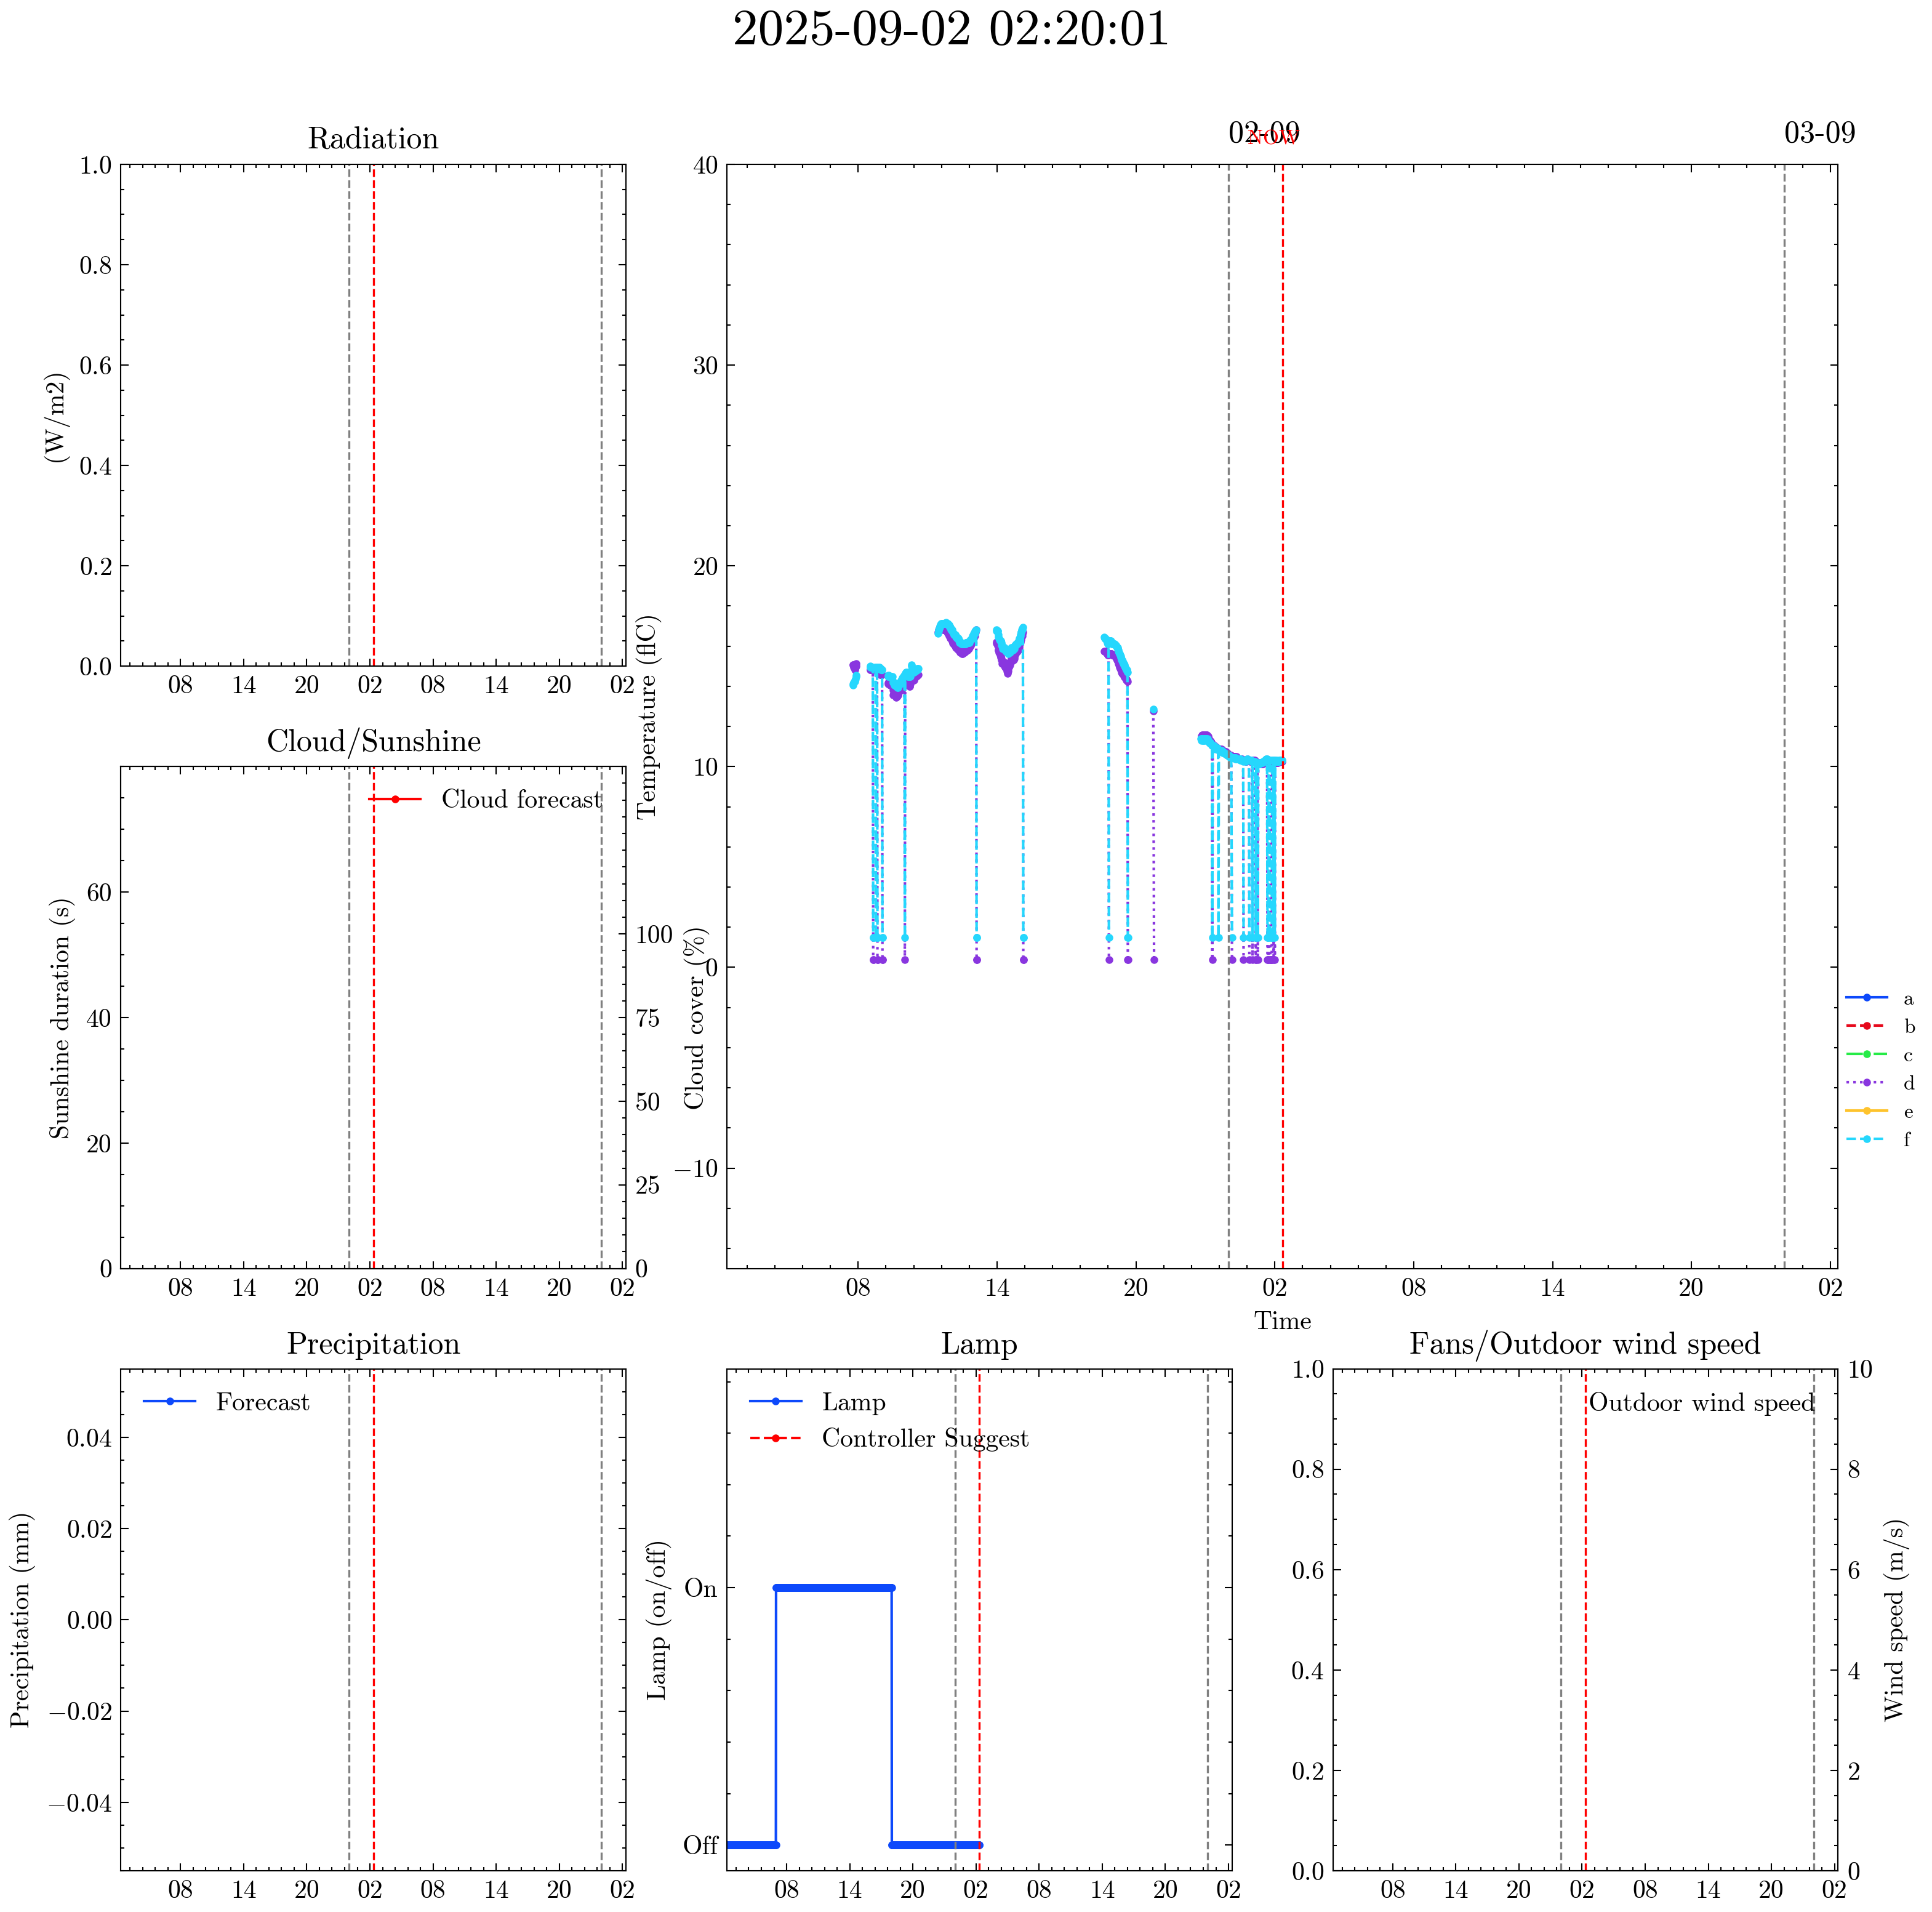 2025-09-02 02:20:01
Radiation
1.0
0.8
0.6
0.4
0.2
0.0
(W/m2)
08 14 20 02 08 14 20 02
02-09
NOW
03-09
40
30
20
10
0
−10
Temperature (flC)
08 14 20 02 08 14 20 02
Time
a
b
c
d
e
f
Cloud/Sunshine
Cloud forecast
60
40
20
0
Sunshine duration (s)
100
75
50
25
0
Cloud cover (%)
08 14 20 02 08 14 20 02
Precipitation
Forecast
0.04
0.02
0.00
−0.02
−0.04
Precipitation (mm)
08 14 20 02 08 14 20 02
Lamp
Lamp
Controller Suggest
On
Off
Lamp (on/off)
08 14 20 02 08 14 20 02
Fans/Outdoor wind speed
Outdoor wind speed
1.0
0.8
0.6
0.4
0.2
0.0
10
8
6
4
2
0
Wind speed (m/s)
08 14 20 02 08 14 20 02